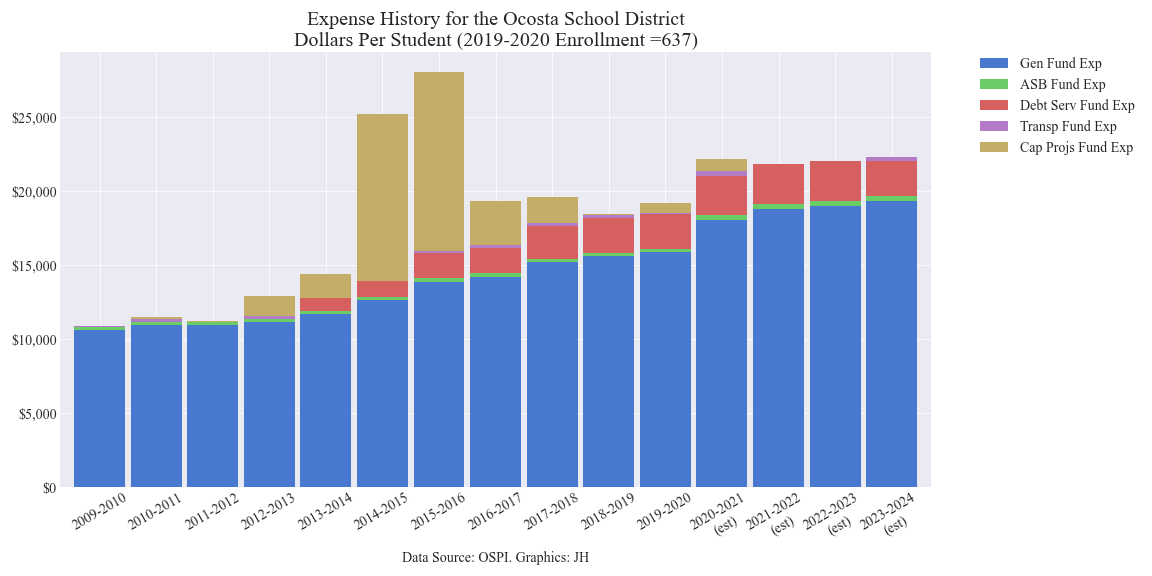 Expense History for the Ocosta School District
Dollars Per Student (2019-2020 Enrollment =637)
Gen Fund Exp
ASB Fund Exp
Debt Serv Fund Exp
Transp Fund Exp
Cap Projs Fund Exp
$25,000
$20,000
$15,000
$10,000
$5,000
$0
2009-2010
2010-2011
2011-2012
2012-2013
2013-2014
2014-2015
2015-2016
2016-2017
2017-2018
2018-2019
2019-2020
2020-2021
(est)
2021-2022
(est)
2022-2023
(est)
2023-2024
(est)
Data Source: OSPI. Graphics: JH